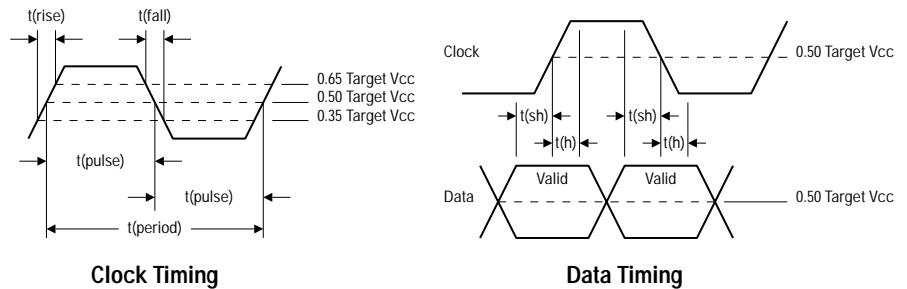 t(rise)
t(fall)
0.65 Target Vcc
0.50 Target Vcc
0.35 Target Vcc
t(pulse)
t(pulse)
t(period)
Clock Timing
Clock
0.50 Target Vcc
t(sh)
t(sh)
t(h)
t(h)
Valid
Valid
Data
0.50 Target Vcc
Data Timing